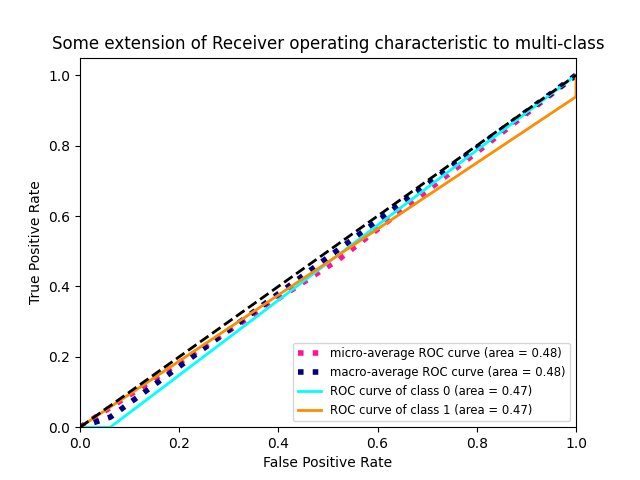 Some extension of Receiver operating characteristic to multi-class
1.0
0.8
0.6
0.4
0.2
0.0
True Positive Rate
micro-average ROC curve (area = 0.48)
macro-average ROC curve (area = 0.48)
ROC curve of class 0 (area = 0.47)
ROC curve of class 1 (area = 0.47)
0.0 0.2 0.4 0.6 0.8 1.0
False Positive Rate